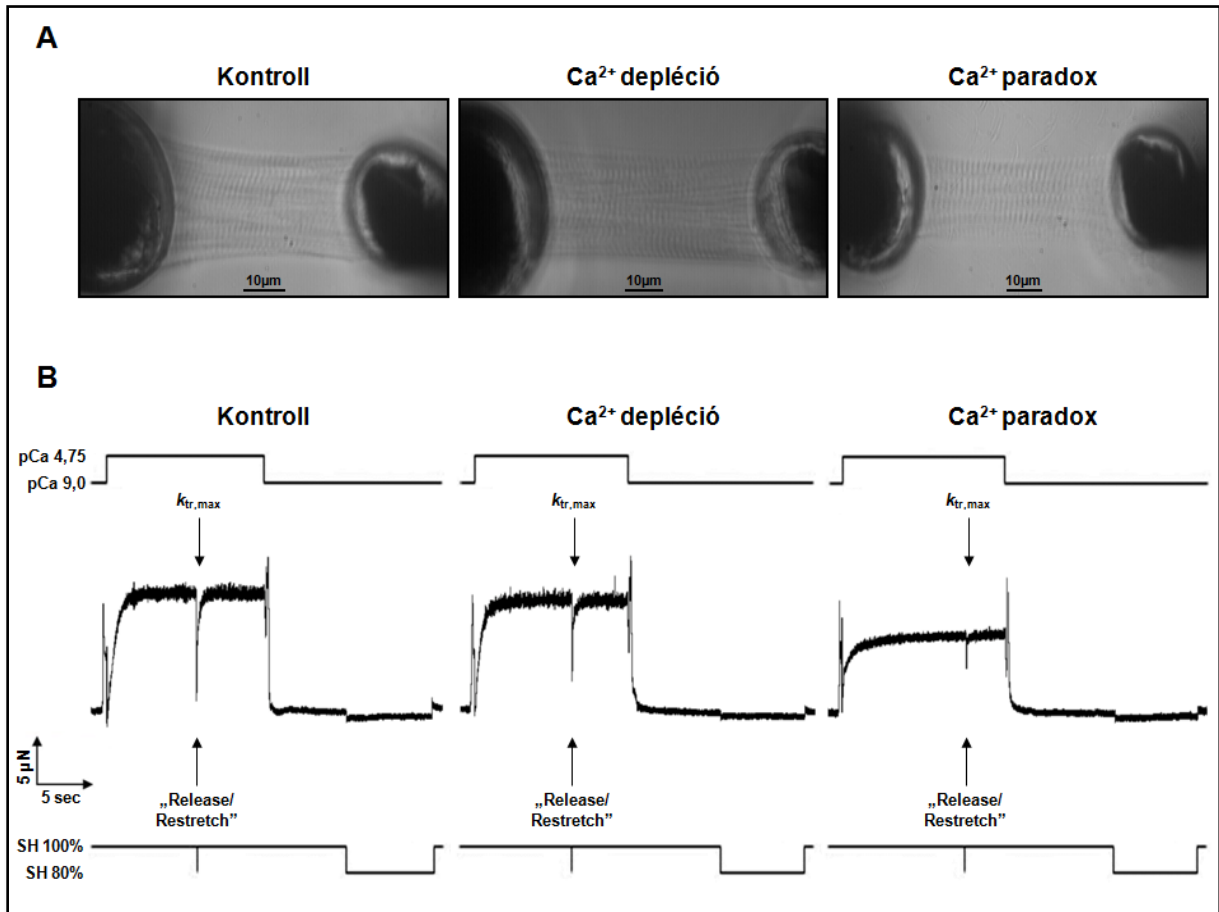 A
Kontroll
Ca²⁺ depléció
Ca²⁺ paradox
10µm
10µm
10µm
B
Kontroll
Ca²⁺ depléció
Ca²⁺ paradox
pCa 4,75
pCa 9,0
ktr,max
ktr,max
ktr,max
5 µN
5 sec
„Release/
Restretch”
„Release/
Restretch”
„Release/
Restretch”
SH 100%
SH 80%